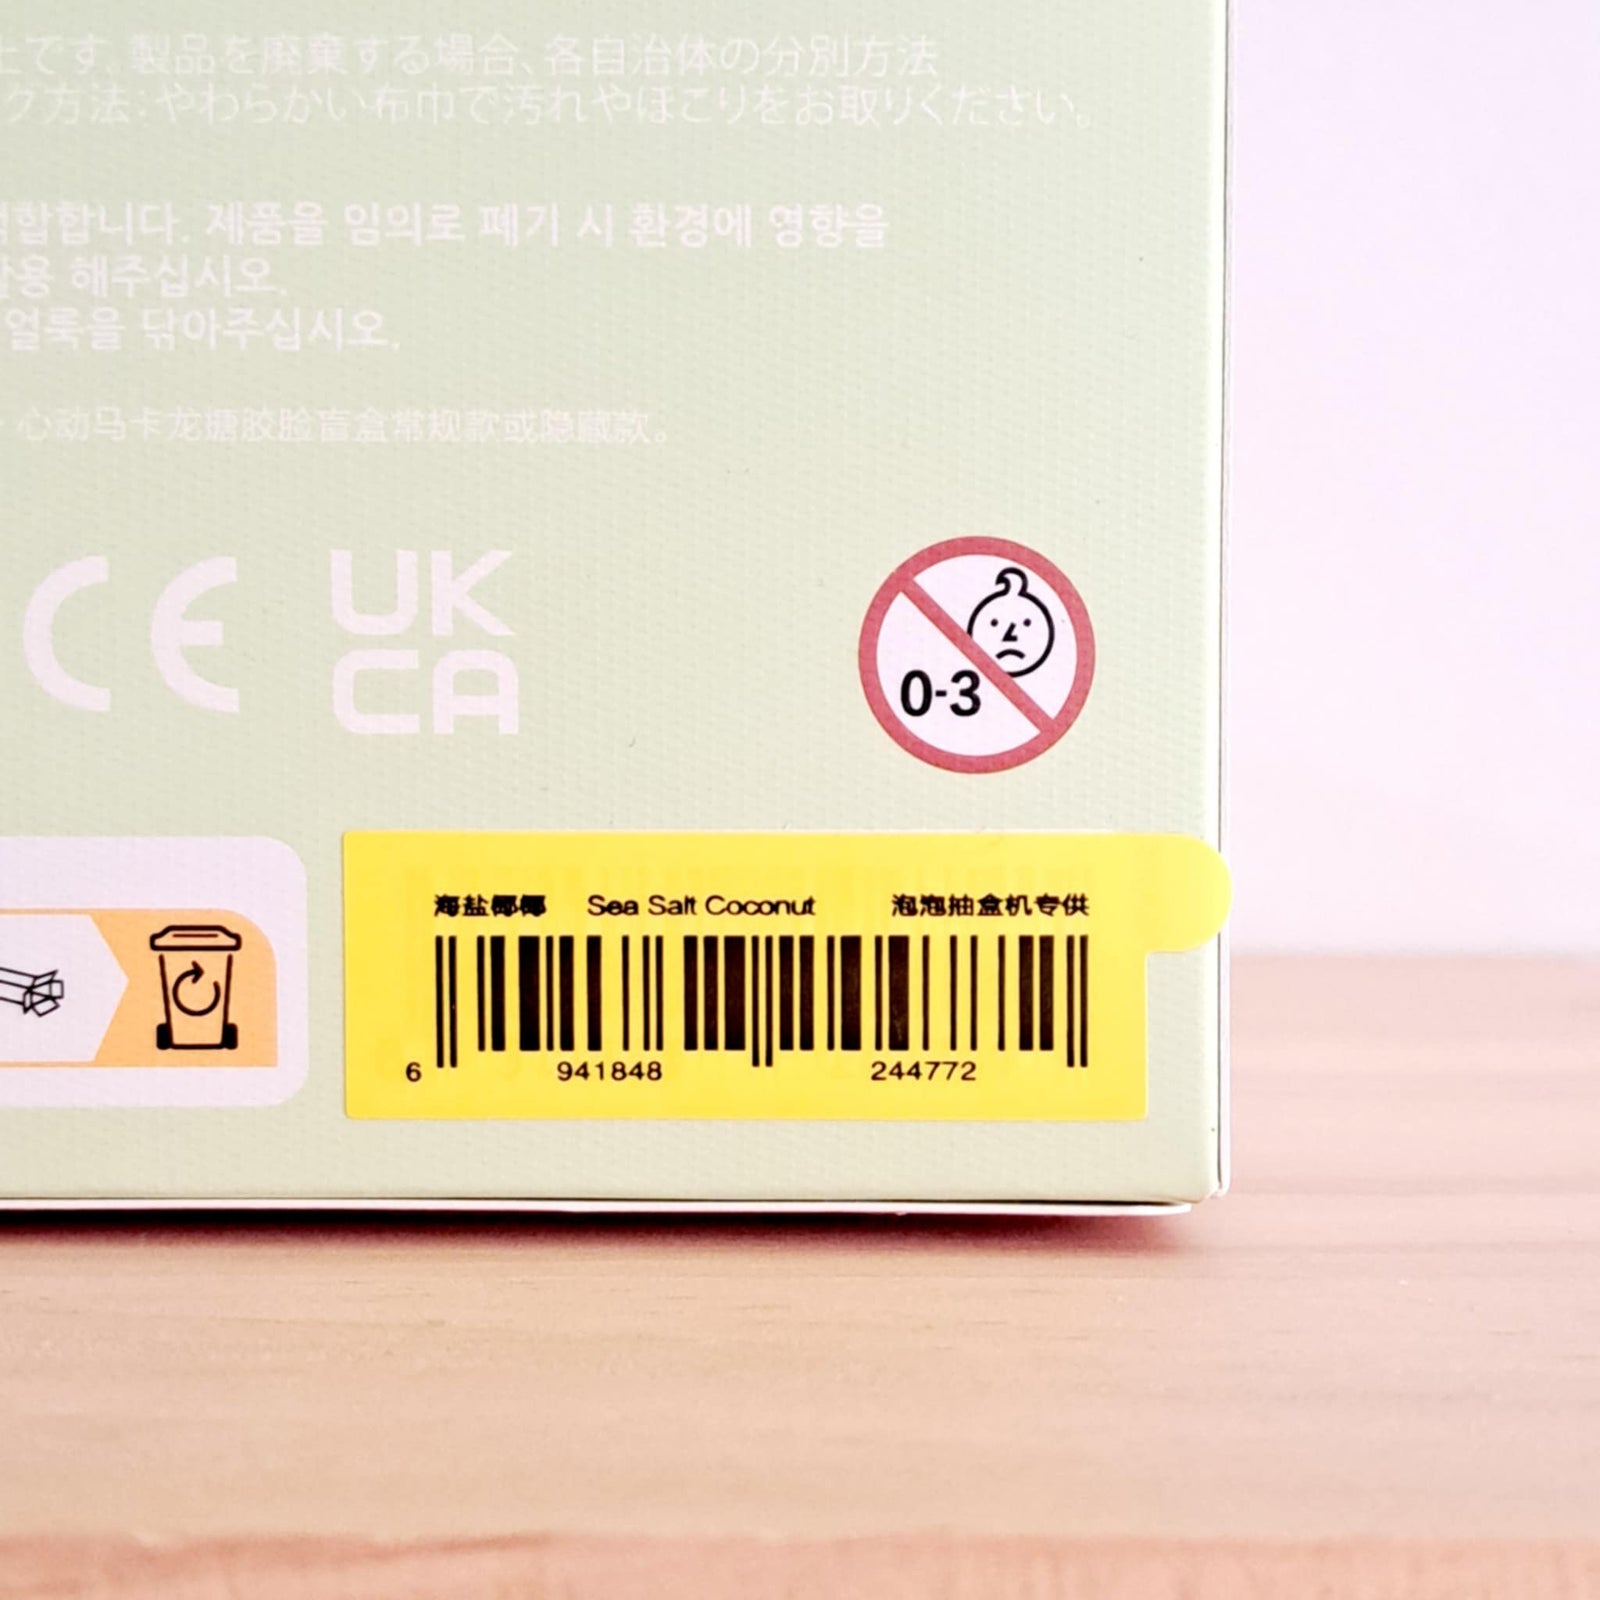 止です。製品を廃棄する場合、各自治体の分別方法
ク方法:やわらかい布巾で汚れやほこりをお取りください。
적합합니다. 제품을 임의로 폐기 시 환경에 영향을
활용 해주십시오.
얼룩을 닦아주십시오.
心动马卡龙搪胶脸盲盒常规款或隐藏款。
CE
UK
CA
0-3
海盐椰椰 Sea Salt Coconut 泡泡抽盒机专供
6 941848 244772